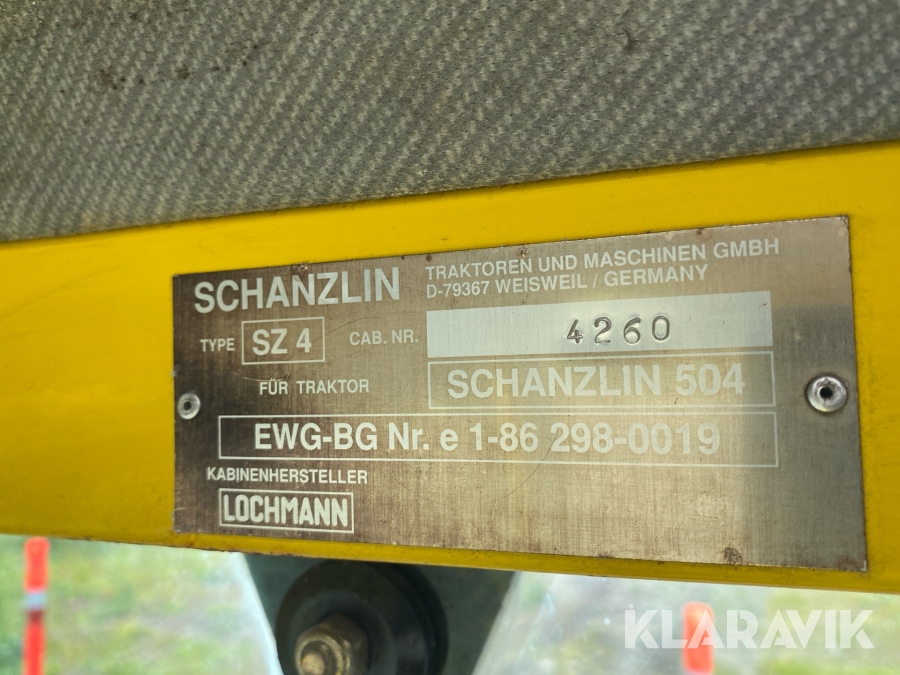 SCHANZLIN
TRAKTOREN UND MASCHINEN GMBH
D-79367 WEISWEIL / GERMANY
TYPE SZ 4 CAB. NR. 4260
FÜR TRAKTOR SCHANZLIN 504
EWG-BG Nr. e 1-86 298-0019
KABINENHERSTELLER
LOCHMANN
KLARAVIK